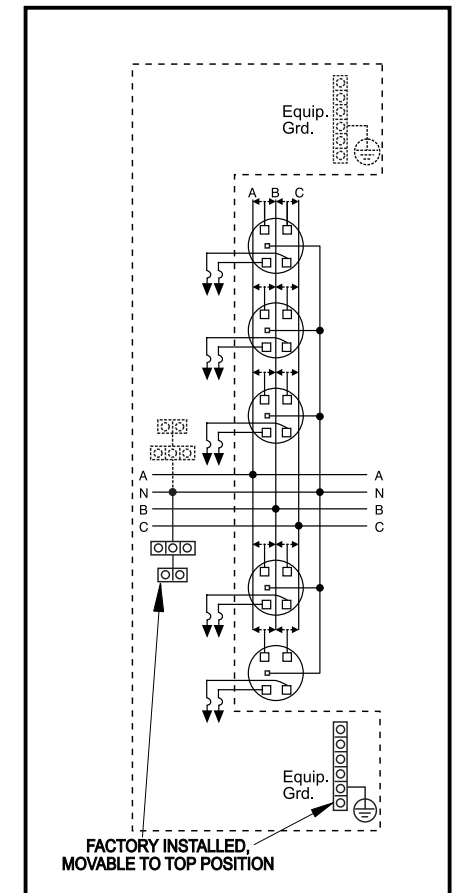 Equip.
Grd.
A B C
A A
N N
B B
C C
Equip.
Grd.
FACTORY INSTALLED,
MOVABLE TO TOP POSITION